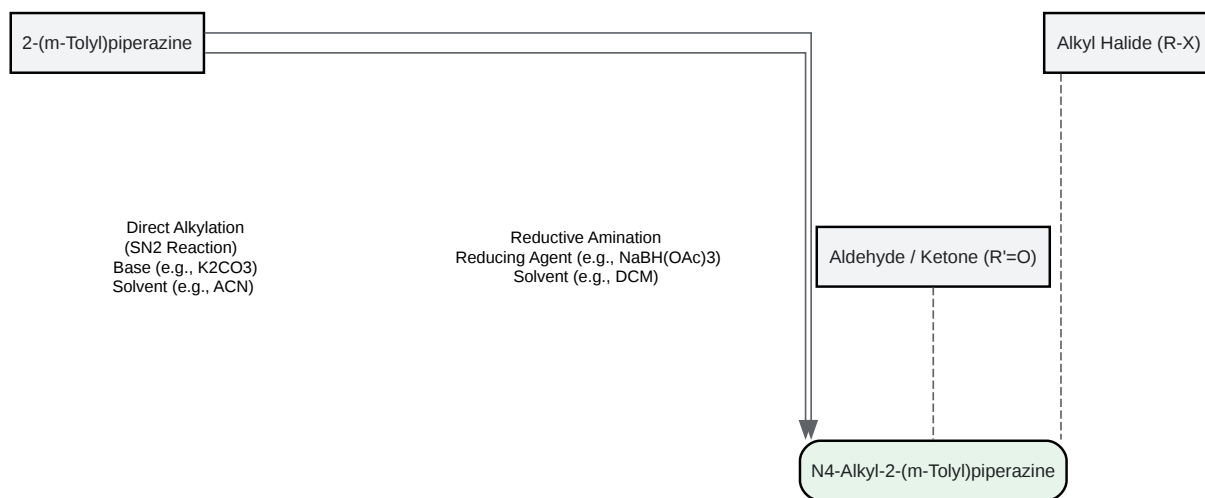 2-(m-Tolyl)piperazine
Alkyl Halide (R-X)
Direct Alkylation
(SN2 Reaction)
Base (e.g., K2CO3)
Solvent (e.g., ACN)
Reductive Amination
Reducing Agent (e.g., NaBH(OAc)3)
Solvent (e.g., DCM)
Aldehyde / Ketone (R'=O)
N4-Alkyl-2-(m-Tolyl)piperazine